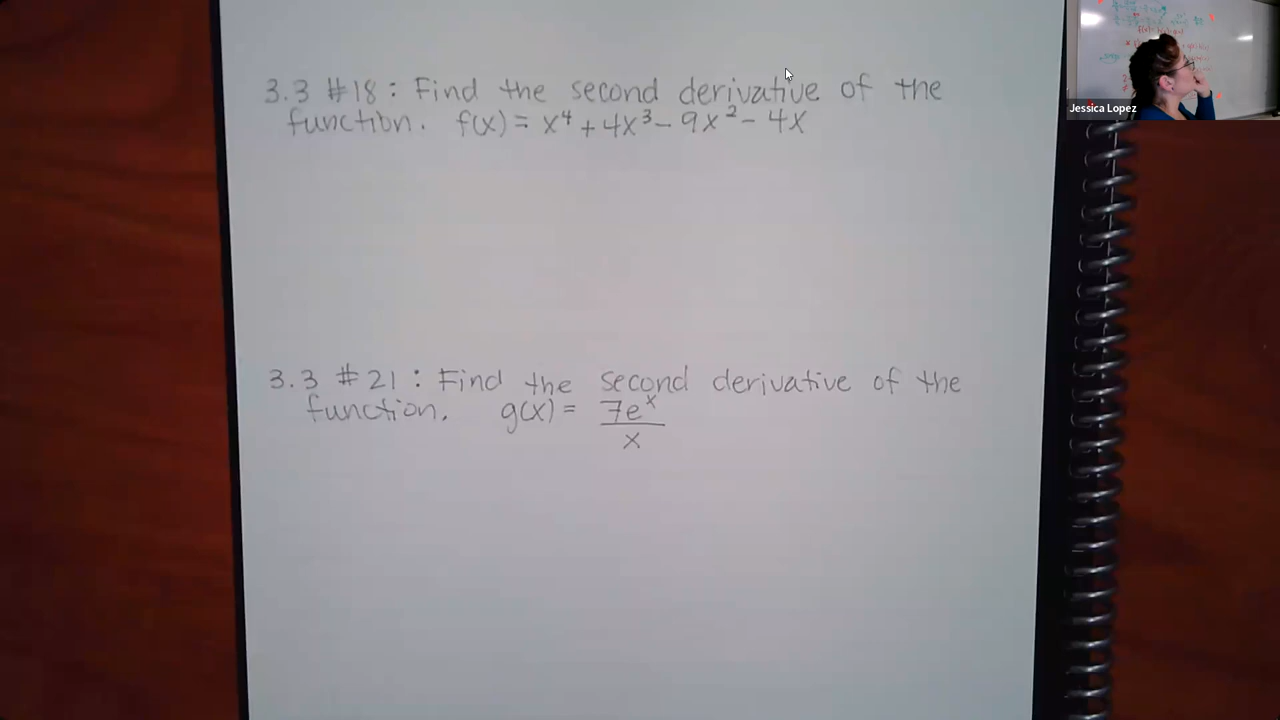 3.3 #18: Find the second derivative of the
function. f(x) = x⁴ + 4x³ - 9x² - 4x
Jessica Lopez
3.3 #21: Find the second derivative of the
function. g(x) = 7eˣ
x